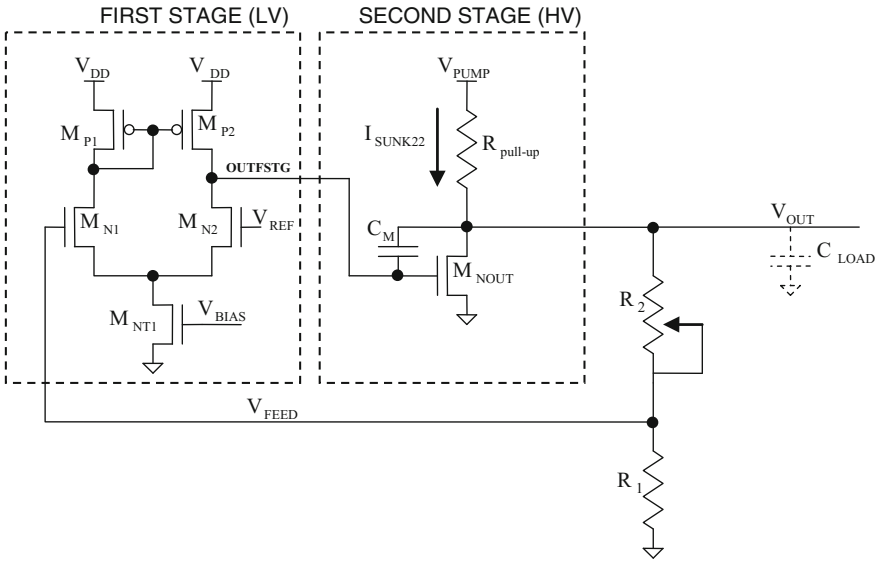 FIRST STAGE (LV)
SECOND STAGE (HV)
V DD
V DD
V PUMP
M P1
M P2
I SUNK22
R pull-up
OUTFSTG
M N1
M N2
V REF
C M
M NOUT
V OUT
C LOAD
R 2
M NT1
V BIAS
V FEED
R 1